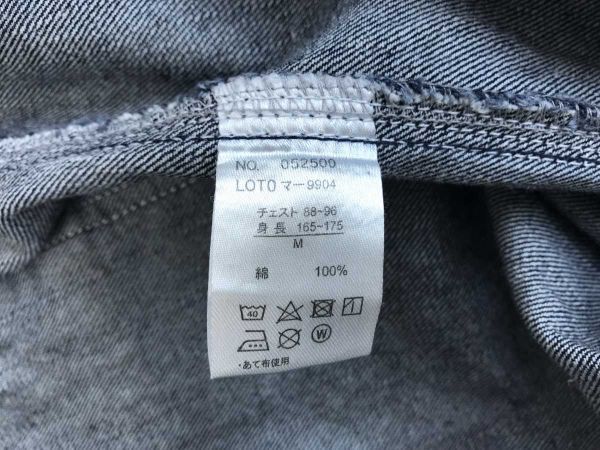 NO. 052500
LOTO マー9904
チェスト 88~96
身長 165~175
M
綿 100%
40
W
・あて布使用